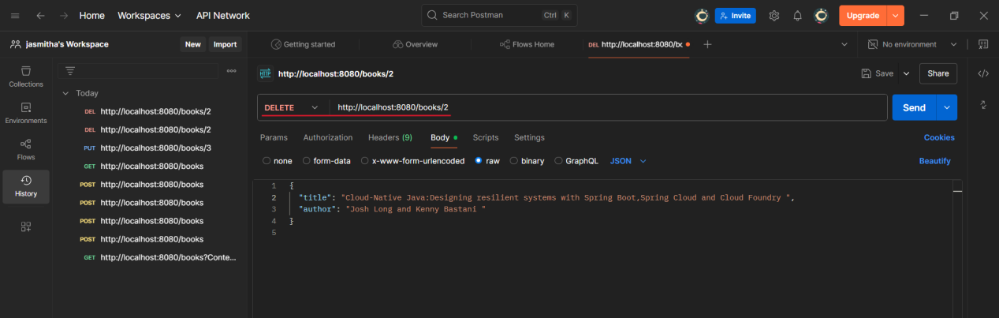 Home Workspaces API Network Search Postman Ctrl K Invite Upgrade
jasmitha's Workspace New Import Getting started Overview Flows Home DEL http://localhost:8080/bo No environment
Collections
Environments
Flows
History
Today
DEL http://localhost:8080/books/2
DEL http://localhost:8080/books/2
PUT http://localhost:8080/books/3
GET http://localhost:8080/books
POST http://localhost:8080/books
POST http://localhost:8080/books
POST http://localhost:8080/books
POST http://localhost:8080/books
GET http://localhost:8080/books?Conte...
HTTP http://localhost:8080/books/2 Save Share
DELETE http://localhost:8080/books/2 Send
Params Authorization Headers (9) Body Scripts Settings Cookies
none form-data x-www-form-urlencoded raw binary GraphQL JSON Beautify
1 {
2 "title": "Cloud-Native Java:Designing resilient systems with Spring Boot,Spring Cloud and Cloud Foundry ",
3 "author": "Josh Long and Kenny Bastani "
4 }
5